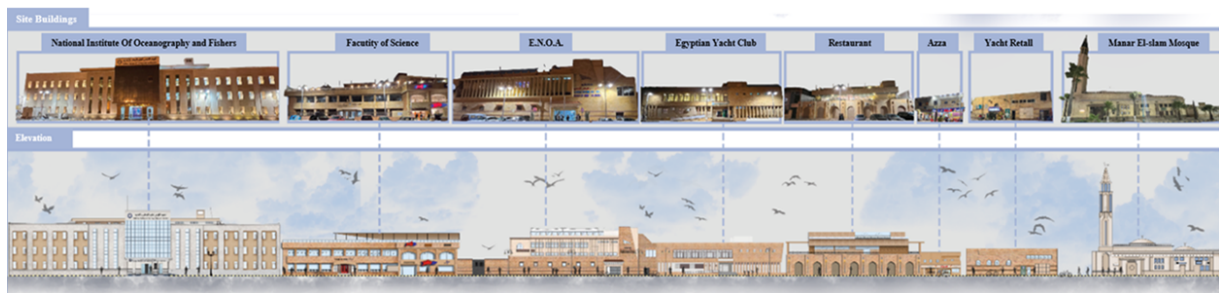 Site Buildings
National Institute Of Oceanography and Fishers
Facutity of Science
E.N.O.A.
Egyptian Yacht Club
Restaurant
Azza
Yacht Retall
Manar El-slam Mosque
Elevation